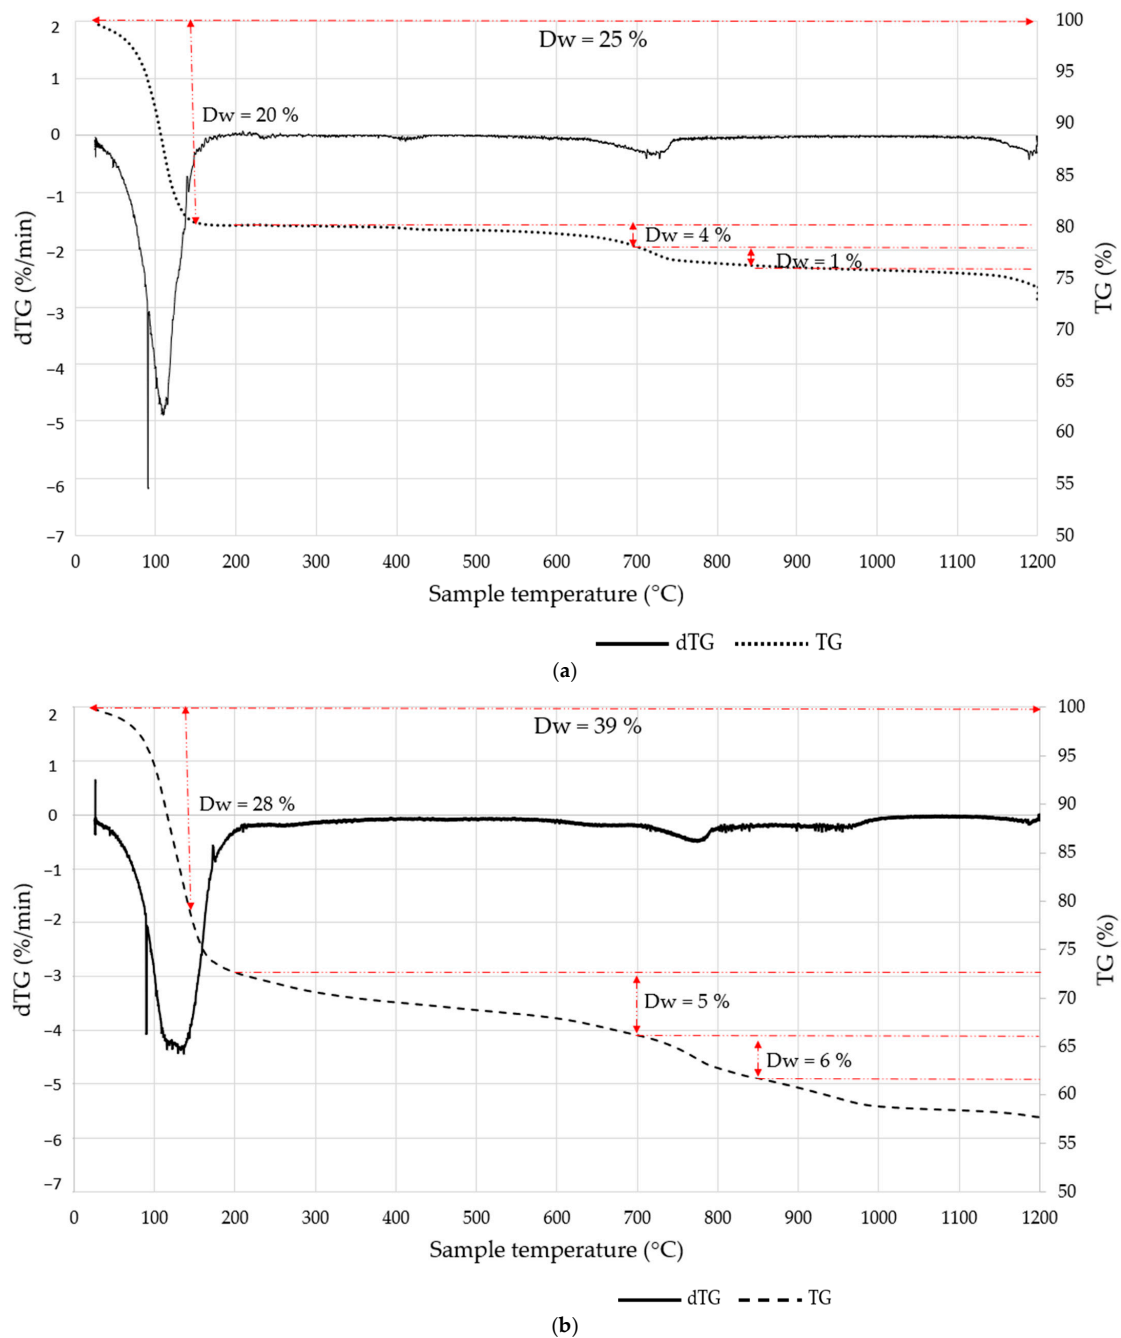 2
1
0
−1
−2
−3
−4
−5
−6
−7
dTG (%/min)
100
95
90
85
80
75
70
65
60
55
50
TG (%)
Dw = 25 %
Dw = 20 %
Dw = 4 %
Dw = 1 %
0 100 200 300 400 500 600 700 800 900 1000 1100 1200
Sample temperature (°C)
dTG TG
(a)
2
1
0
−1
−2
−3
−4
−5
−6
−7
dTG (%/min)
100
95
90
85
80
75
70
65
60
55
50
TG (%)
Dw = 39 %
Dw = 28 %
Dw = 5 %
Dw = 6 %
0 100 200 300 400 500 600 700 800 900 1000 1100 1200
Sample temperature (°C)
dTG TG
(b)